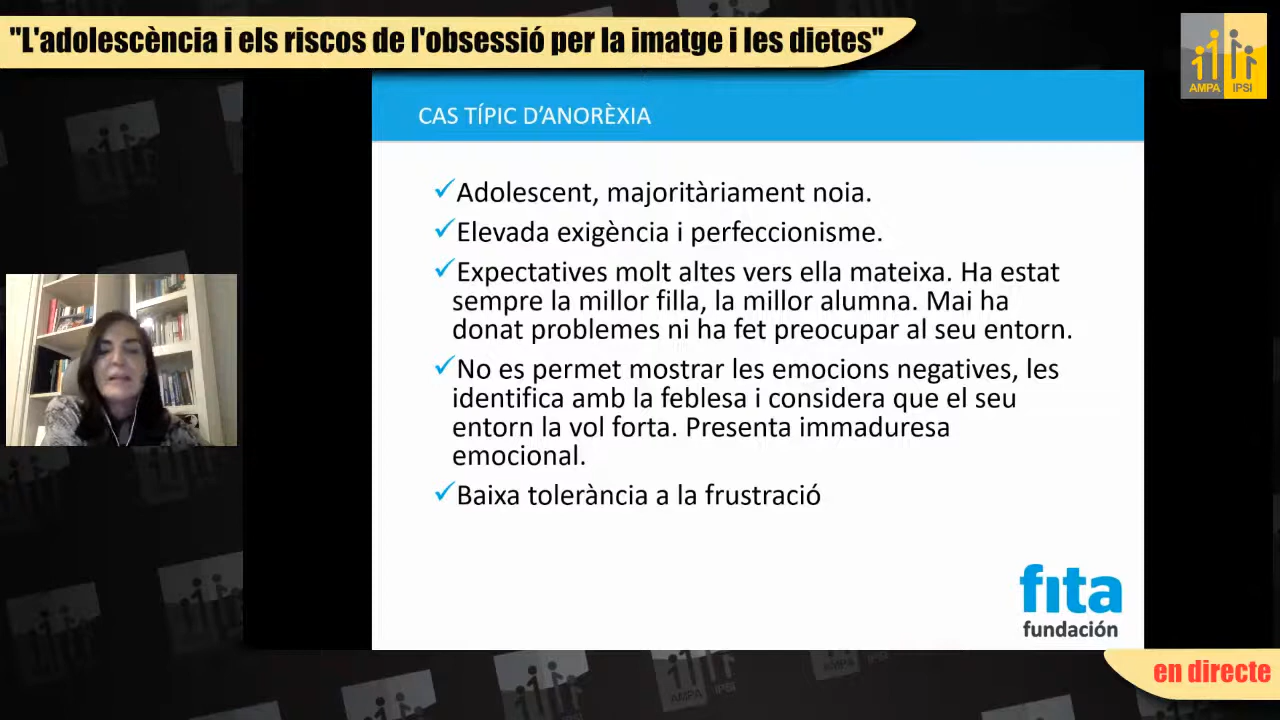 "L'adolescència i els riscos de l'obsessió per la imatge i les dietes"
AMPA IPSI
CAS TÍPIC D'ANORÈXIA
Adolescent, majoritàriament noia.
Elevada exigència i perfeccionisme.
Expectatives molt altes vers ella mateixa. Ha estat
sempre la millor filla, la millor alumna. Mai ha
donat problemes ni ha fet preocupar al seu entorn.
No es permet mostrar les emocions negatives, les
identifica amb la feblesa i considera que el seu
entorn la vol forta. Presenta immaduresa
emocional.
Baixa tolerància a la frustració
fita
fundación
en directe
AMPA IPSI